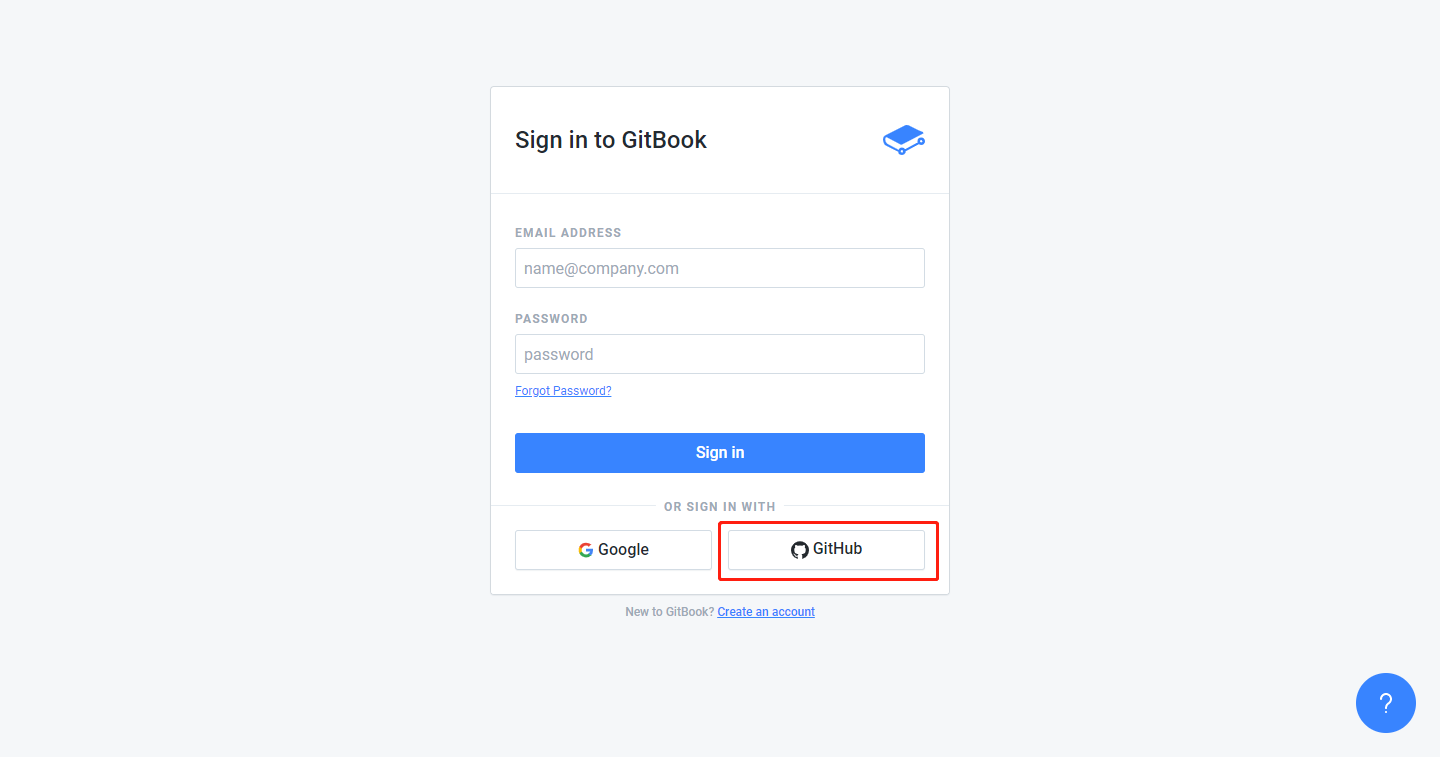 Sign in to GitBook
EMAIL ADDRESS
name@company.com
PASSWORD
password
Forgot Password?
Sign in
OR SIGN IN WITH
Google
GitHub
New to GitBook? Create an account
?